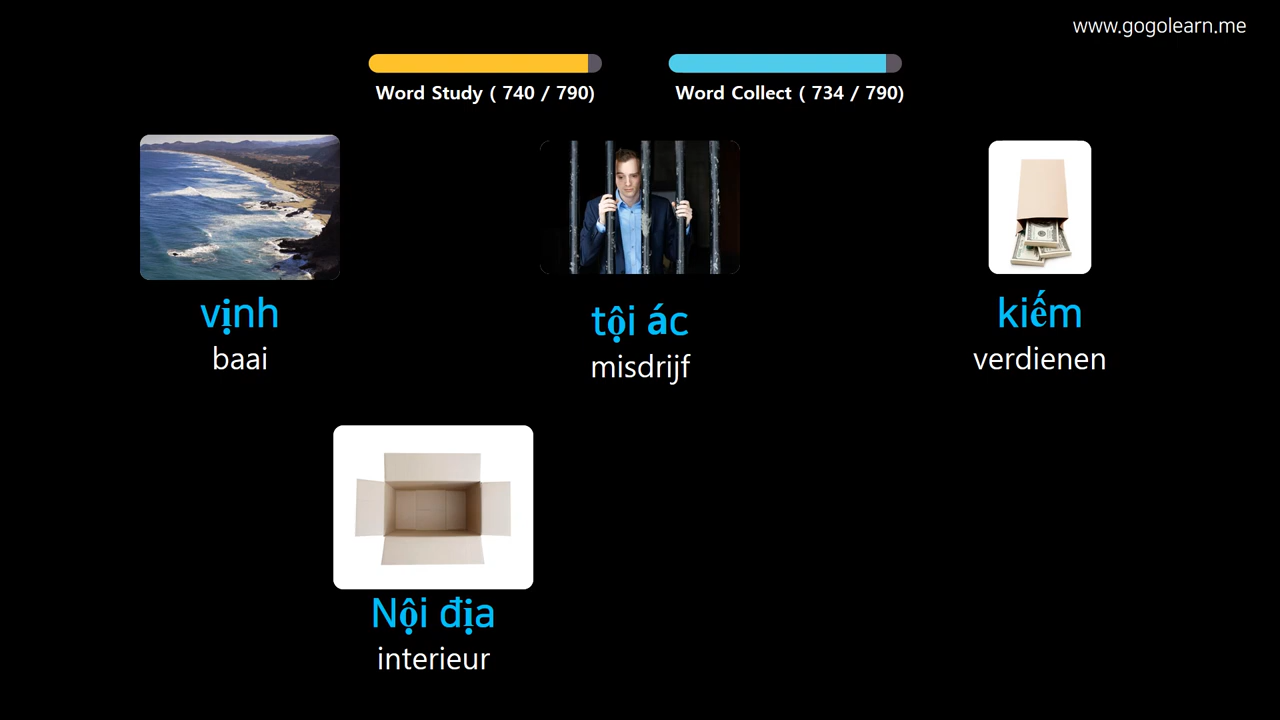 www.gogolearn.me
Word Study ( 740 / 790)
Word Collect ( 734 / 790)
vịnh
baai
tội ác
misdrijf
kiếm
verdienen
Nội địa
interieur